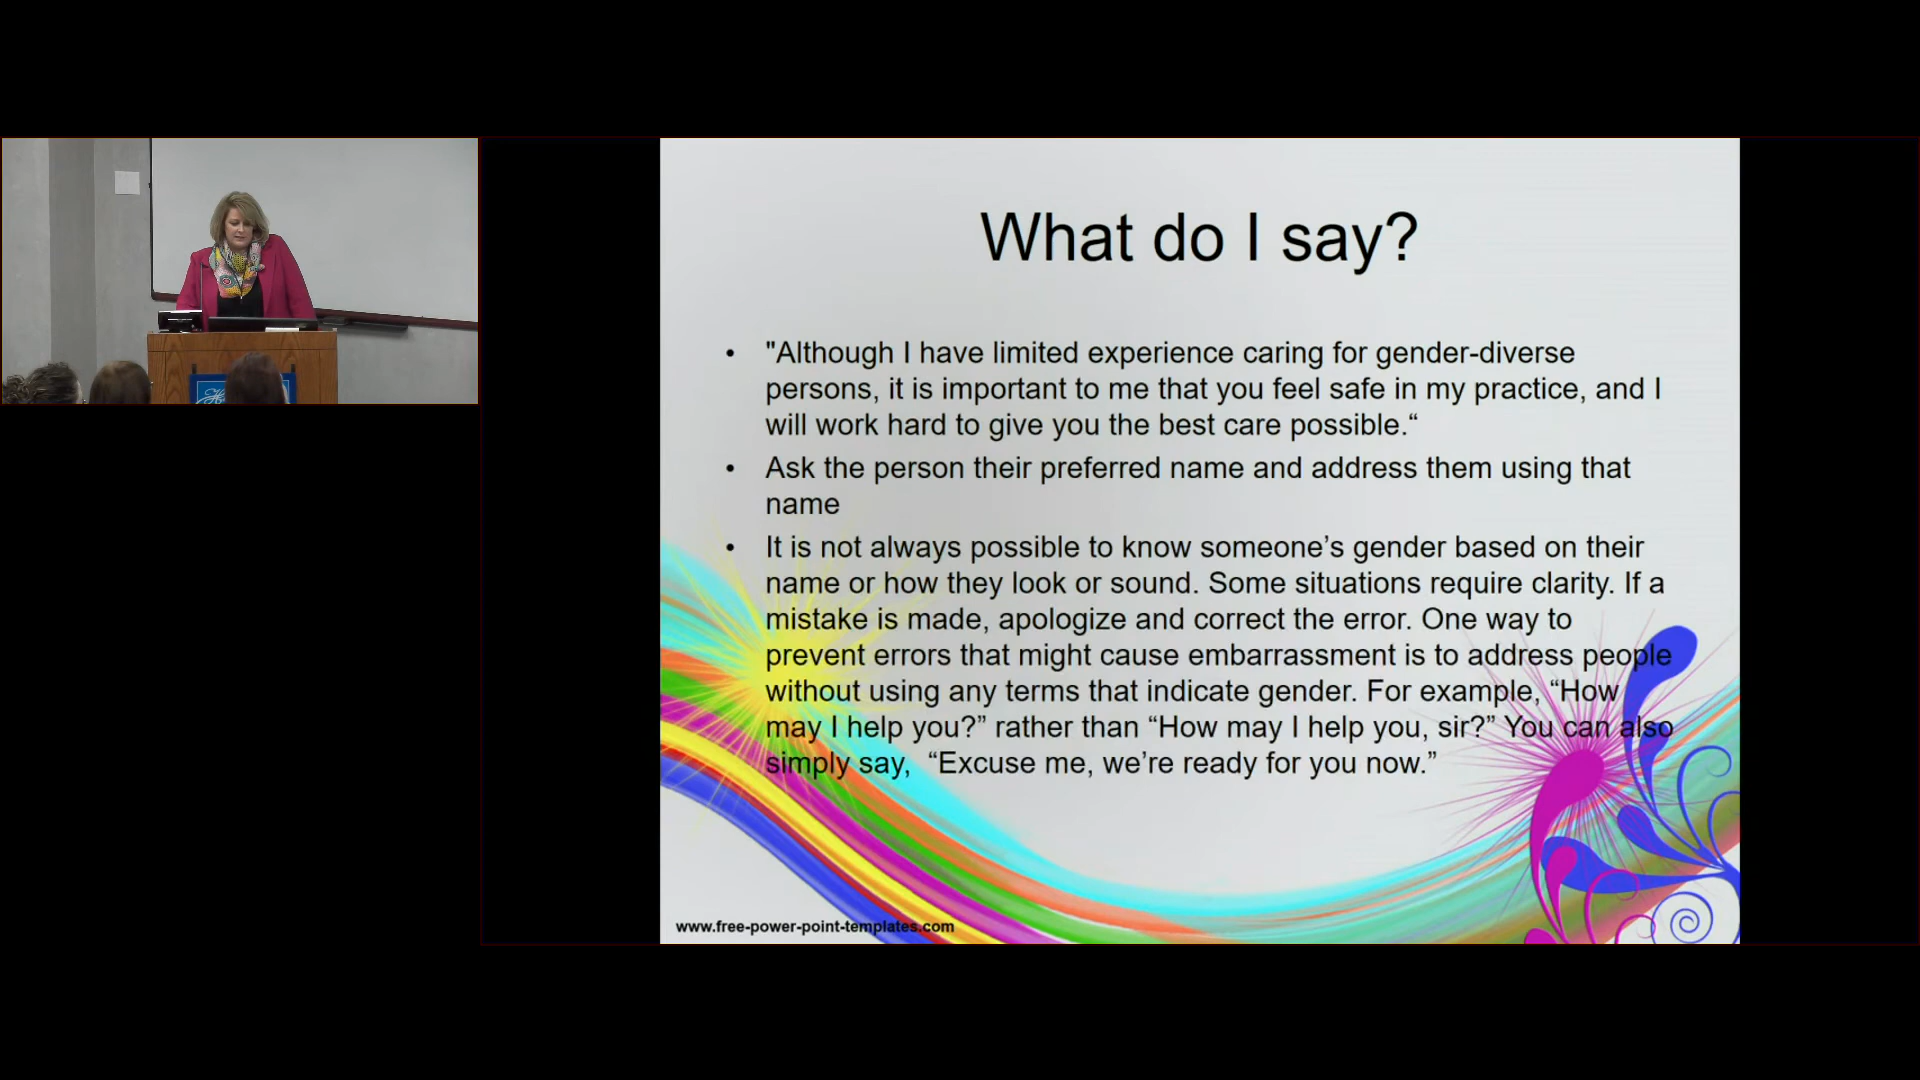 What do I say?
• "Although I have limited experience caring for gender-diverse
persons, it is important to me that you feel safe in my practice, and I
will work hard to give you the best care possible.“
• Ask the person their preferred name and address them using that
name
• It is not always possible to know someone’s gender based on their
name or how they look or sound. Some situations require clarity. If a
mistake is made, apologize and correct the error. One way to
prevent errors that might cause embarrassment is to address people
without using any terms that indicate gender. For example, “How
may I help you?” rather than “How may I help you, sir?” You can also
simply say,  “Excuse me, we’re ready for you now.”
www.free-power-point-templates.com